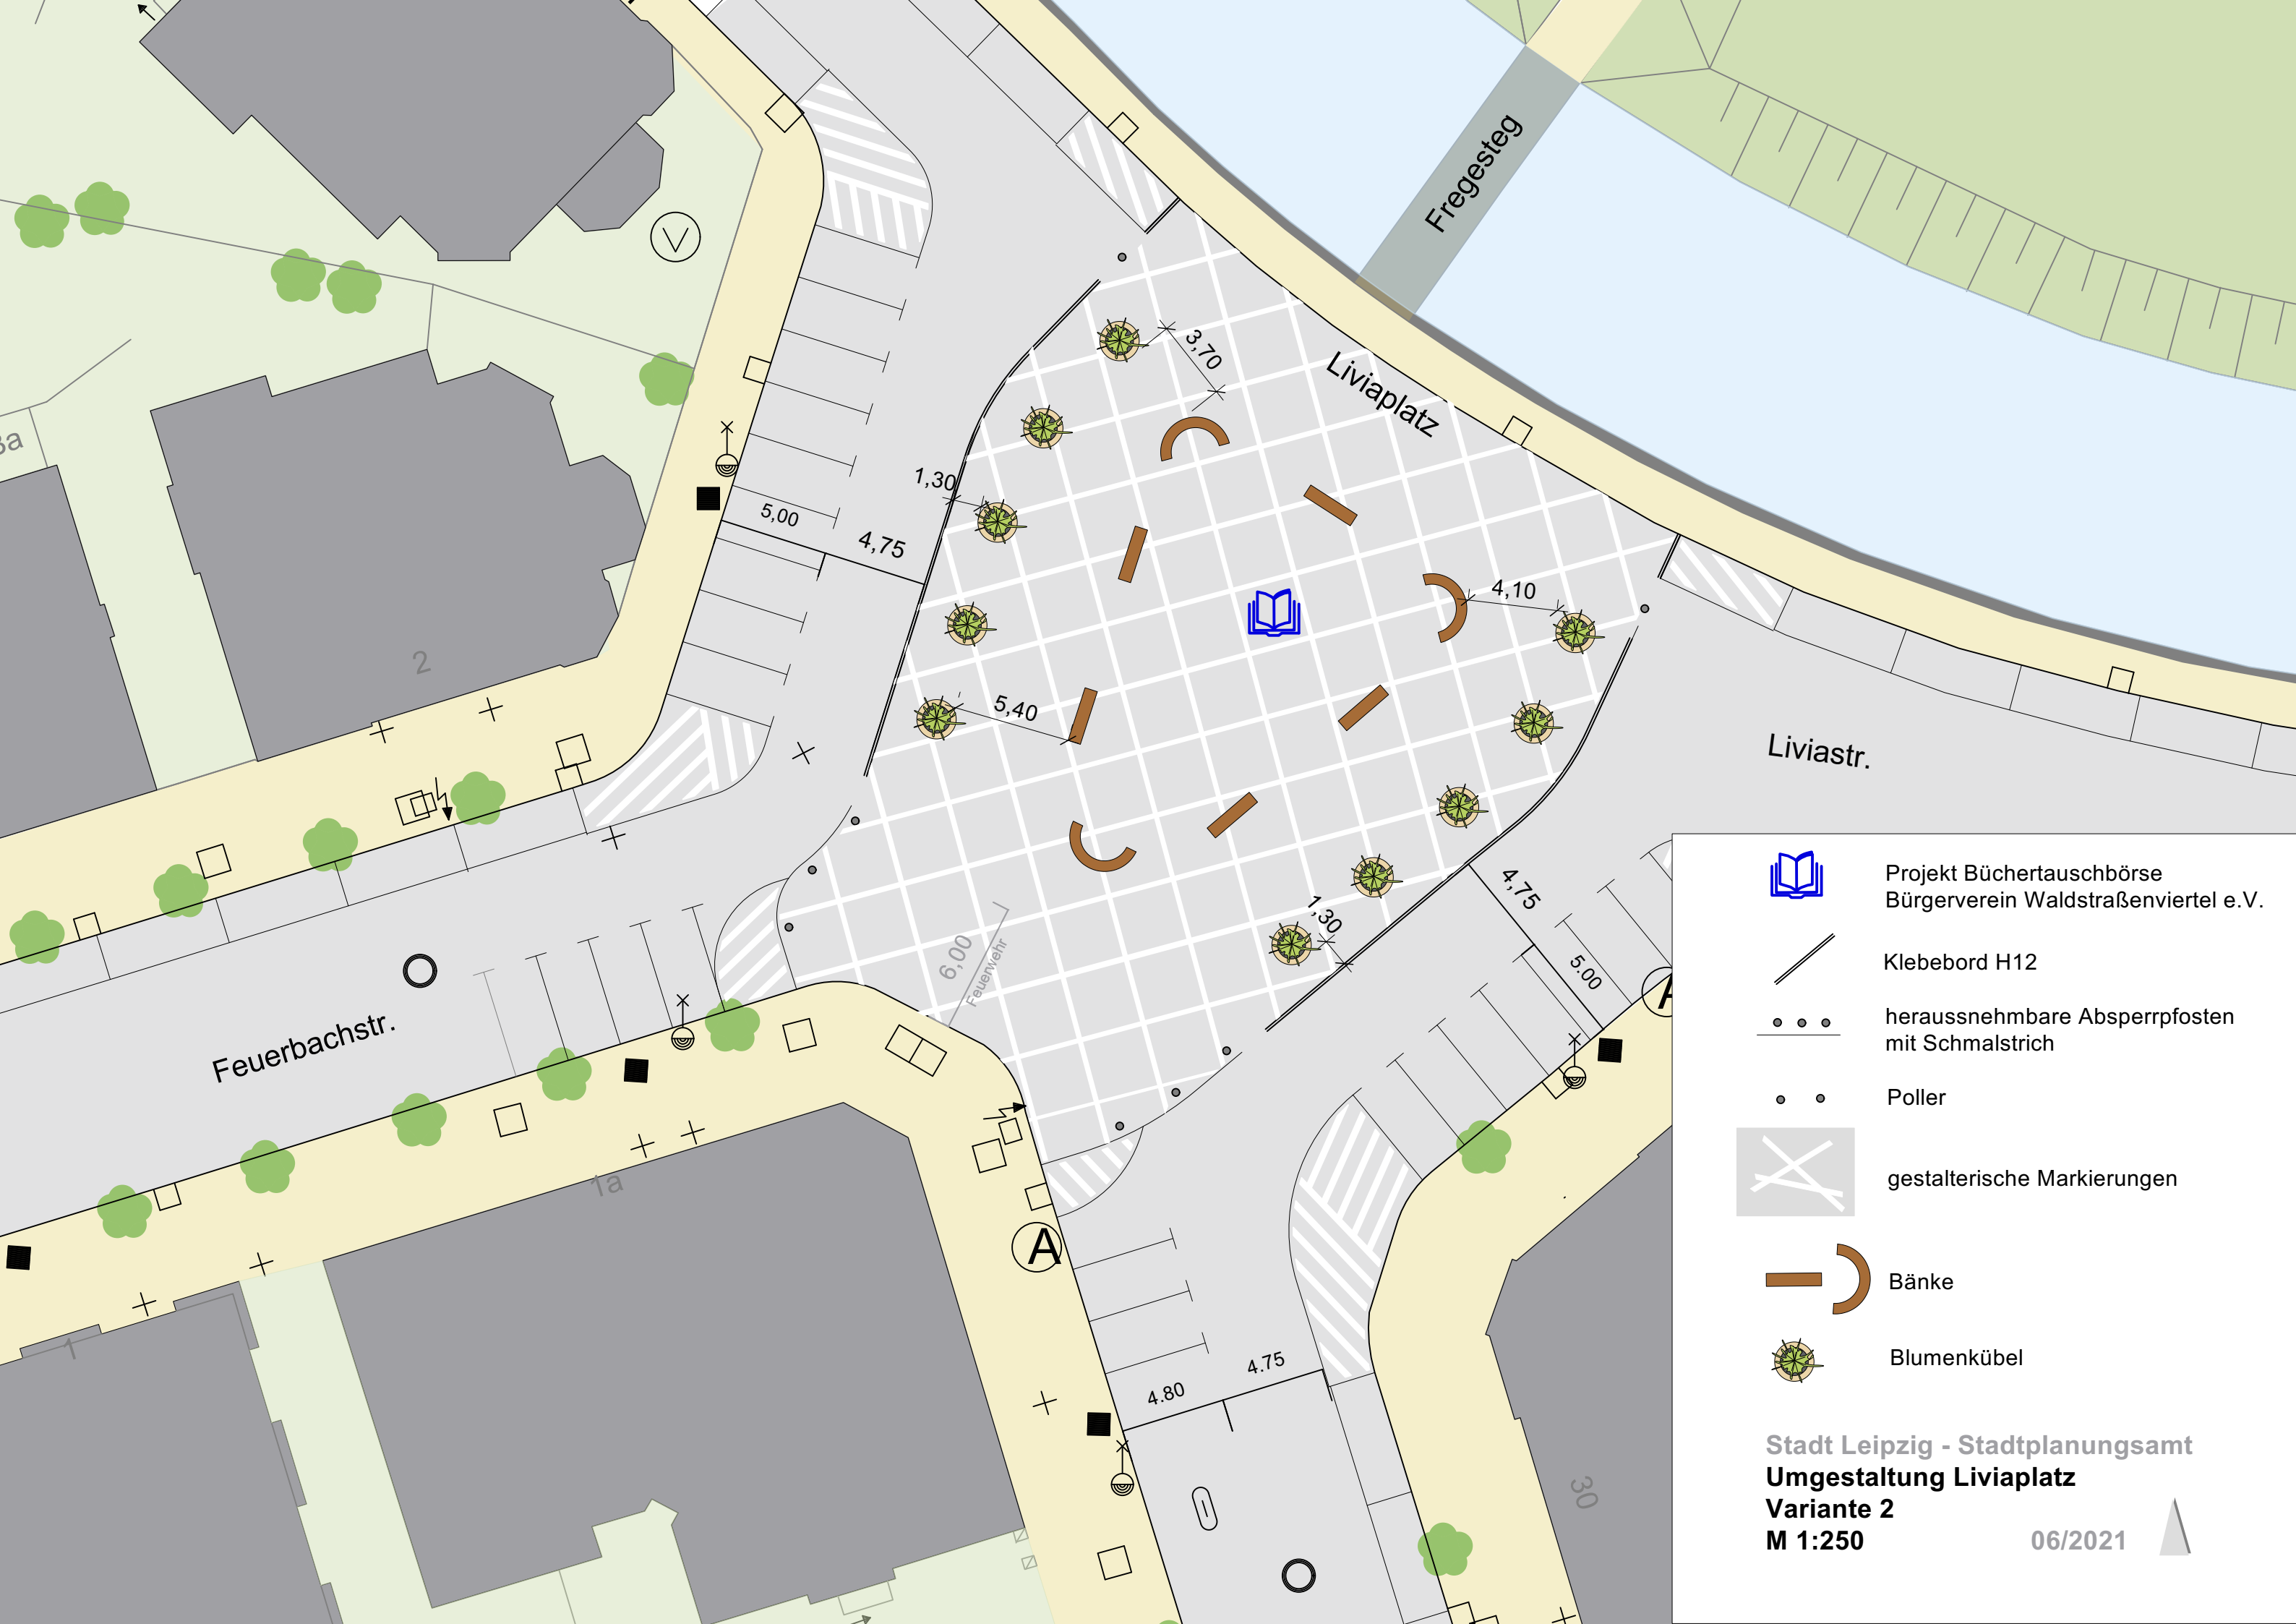 Fregesteg
3,70
Liviaplatz
3a
1,30
5,00
4,75
4,10
2
5,40
Liviastr.
4,75
1,30
5.00
6,00
Feuerwehr
A
Feuerbachstr.
1a
A
1
4.75
4.80
30
Projekt Büchertauschbörse
Bürgerverein Waldstraßenviertel e.V.
Klebebord H12
heraussnehmbare Absperrpfosten
mit Schmalstrich
Poller
gestalterische Markierungen
Bänke
Blumenkübel
Stadt Leipzig - Stadtplanungsamt
Umgestaltung Liviaplatz
Variante 2
M 1:250
06/2021